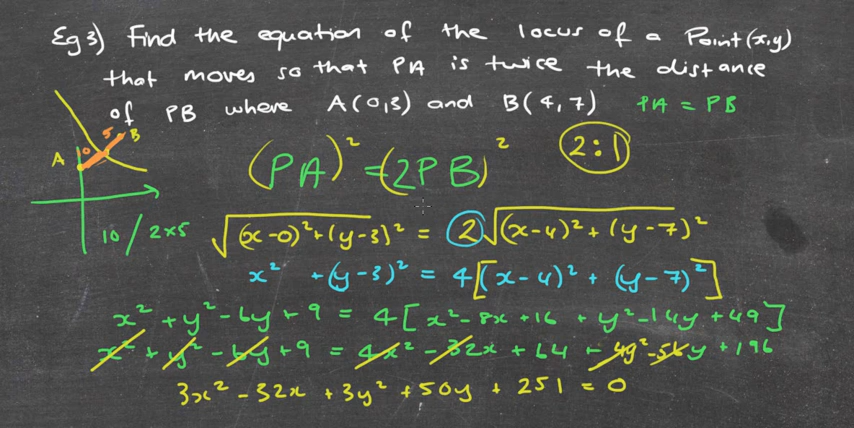 Eg 3) Find the equation of the locus of a Point (x,y)
that moves so that PA is twice the distance
of PB where A(0,3) and B(4,7) PA = PB
A 10 5 B
(PA)² = (2PB)² 2:1
10 / 2x5
√(x-0)²+(y-3)² = 2√(x-4)²+(y-7)²
x² +(y-3)² = 4[(x-4)² + (y-7)²]
x² + y² - 6y + 9 = 4[x² - 8x + 16 + y² - 14y + 49]
x² + y² - 6y + 9 = 4x² - 32x + 64 + 4y² - 56y + 196
3x² - 32x + 3y² + 50y + 251 = 0